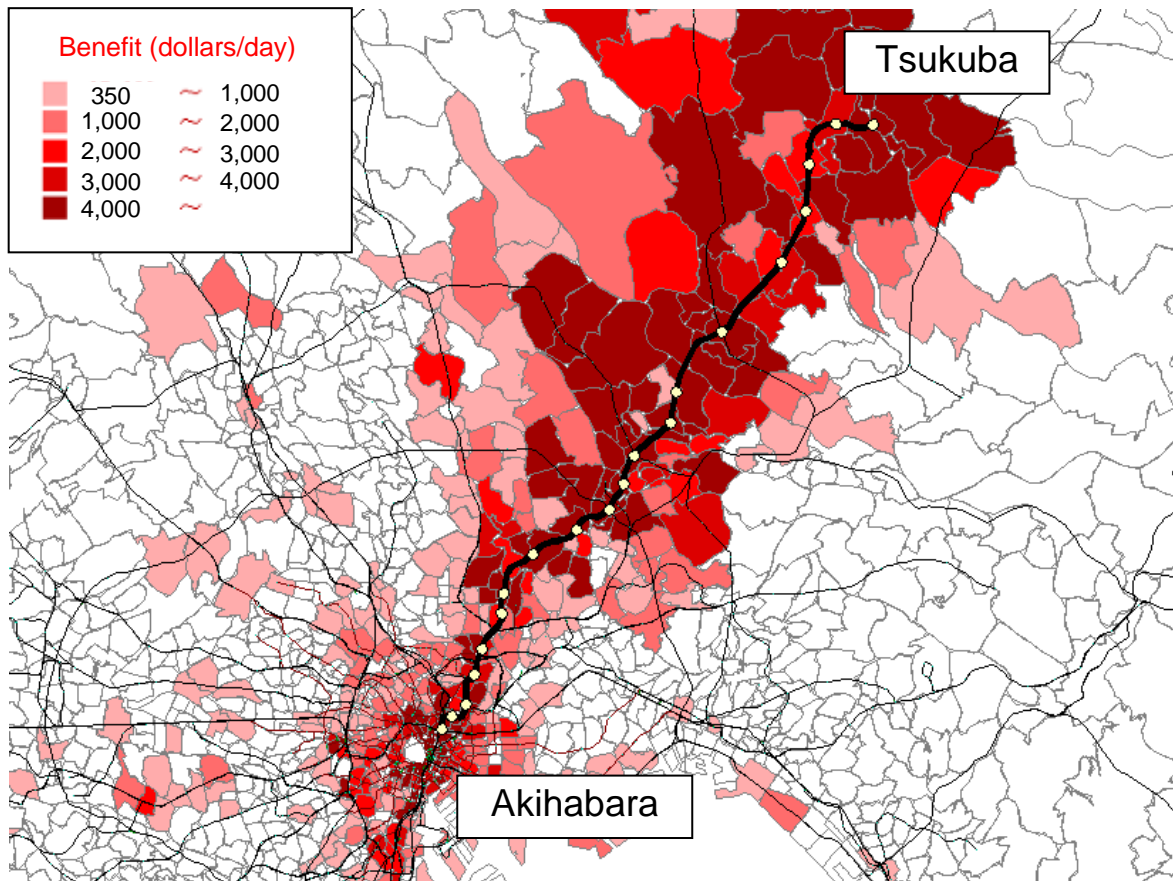 Benefit (dollars/day)
350 ~ 1,000
1,000 ~ 2,000
2,000 ~ 3,000
3,000 ~ 4,000
4,000 ~
Tsukuba
Akihabara